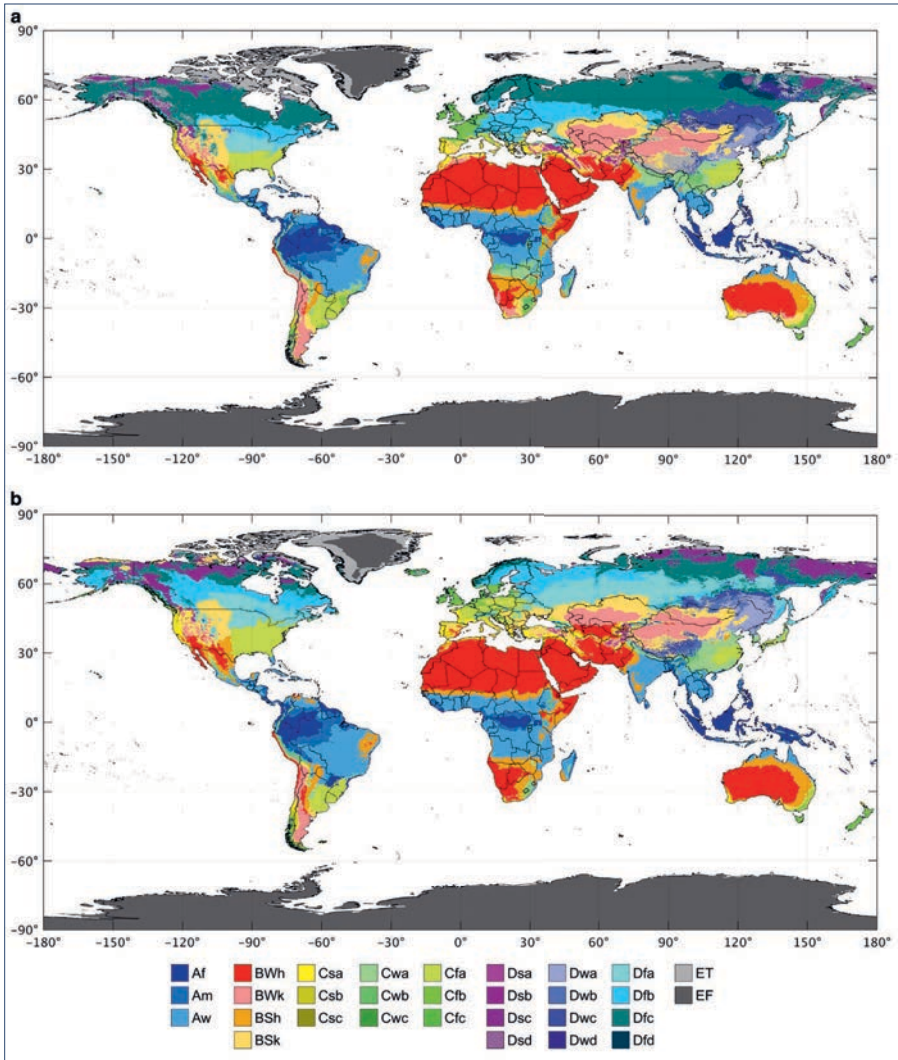 a
90°
60°
30°
0°
−30°
−60°
−90°
−180° −150° −120° −90° −60° −30° 0° 30° 60° 90° 120° 150° 180°
b
90°
60°
30°
0°
−30°
−60°
−90°
−180° −150° −120° −90° −60° −30° 0° 30° 60° 90° 120° 150° 180°
Af BWh Csa Cwa Cfa Dsa Dwa Dfa ET
Am BWk Csb Cwb Cfb Dsb Dwb Dfb EF
Aw BSh Csc Cwc Cfc Dsc Dwc Dfc
BSk Dsd Dwd Dfd